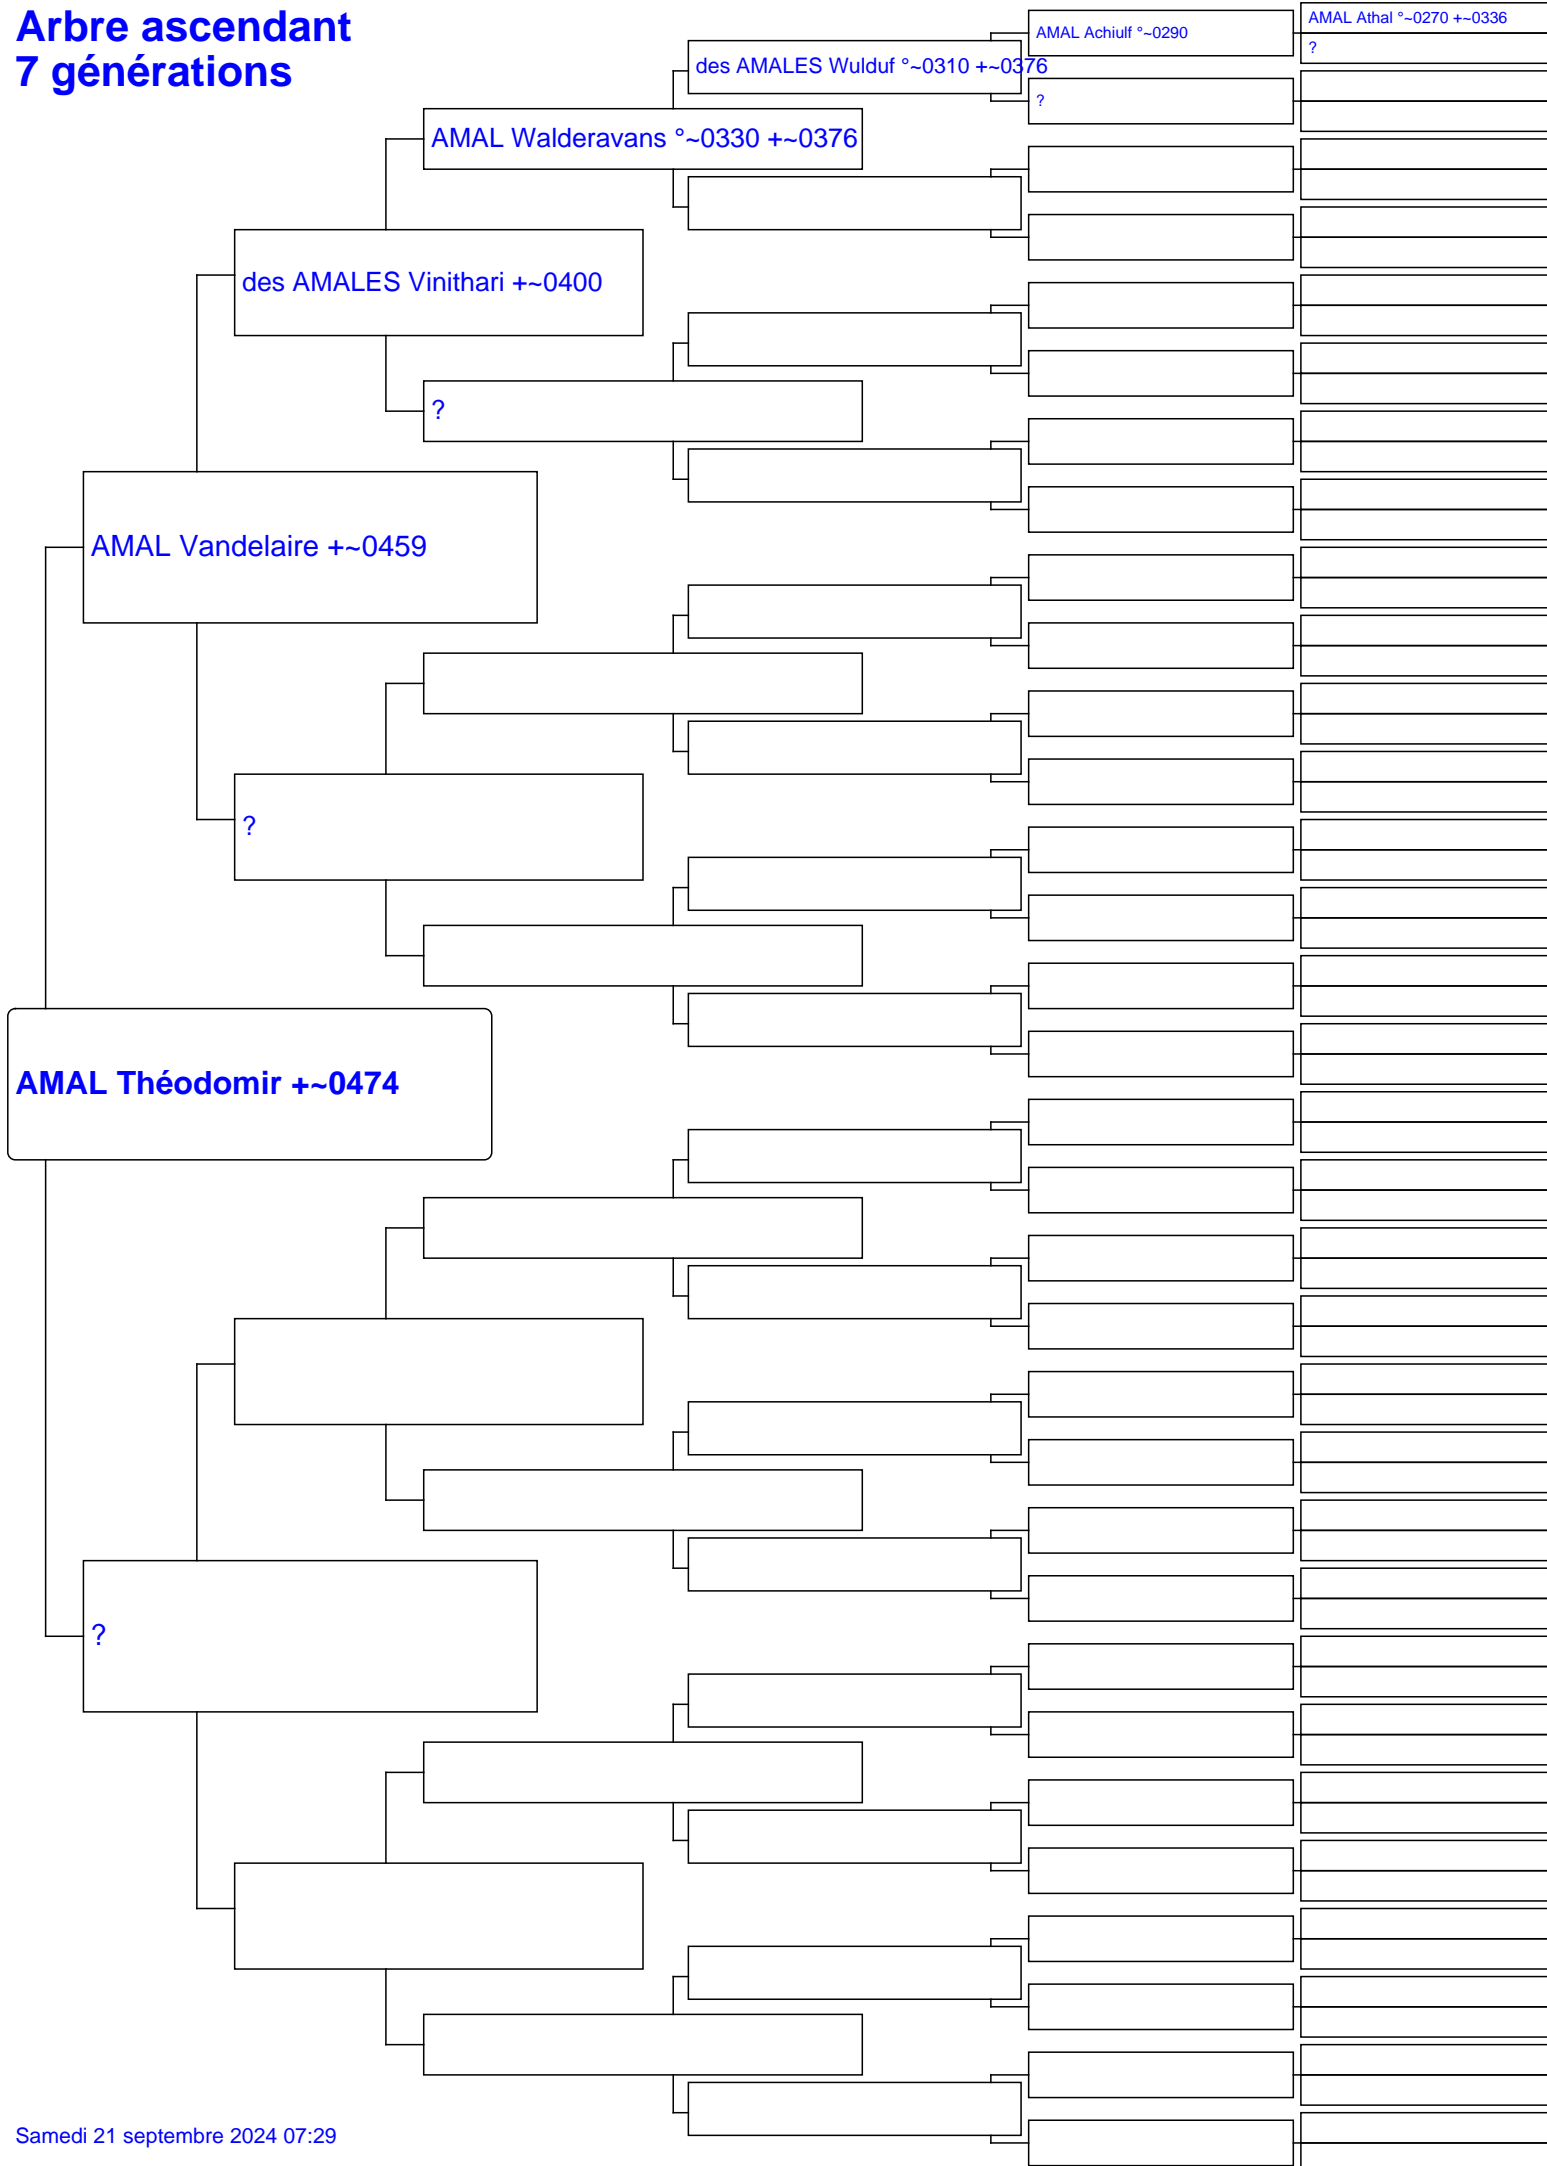 Arbre ascendant
7 générations
AMAL Athal °~0270 +~0336
AMAL Achiulf °~0290
?
des AMALES Wulduf °~0310 +~0376
?
AMAL Walderavans °~0330 +~0376
des AMALES Vinithari +~0400
?
AMAL Vandelaire +~0459
?
AMAL Théodomir +~0474
?
Samedi 21 septembre 2024 07:29